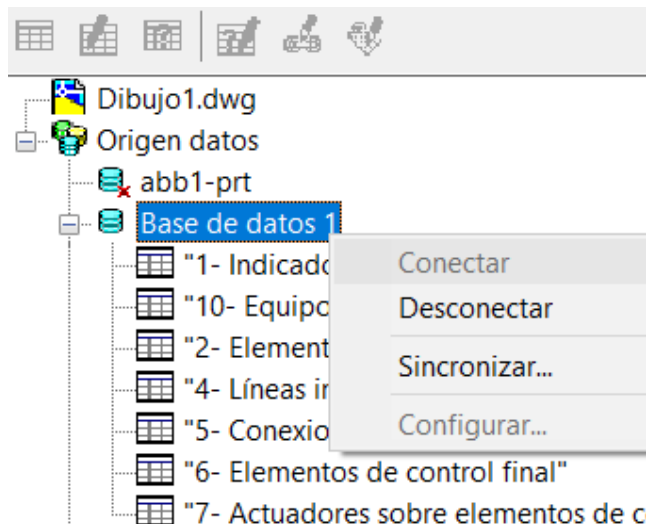 Dibujo1.dwg
Origen datos
abb1-prt
Base de datos 1
"1- Indicado
Conectar
"10- Equipo
Desconectar
"2- Element
Sincronizar...
"4- Líneas in
"5- Conexio
Configurar...
"6- Elementos de control final"
"7- Actuadores sobre elementos de c